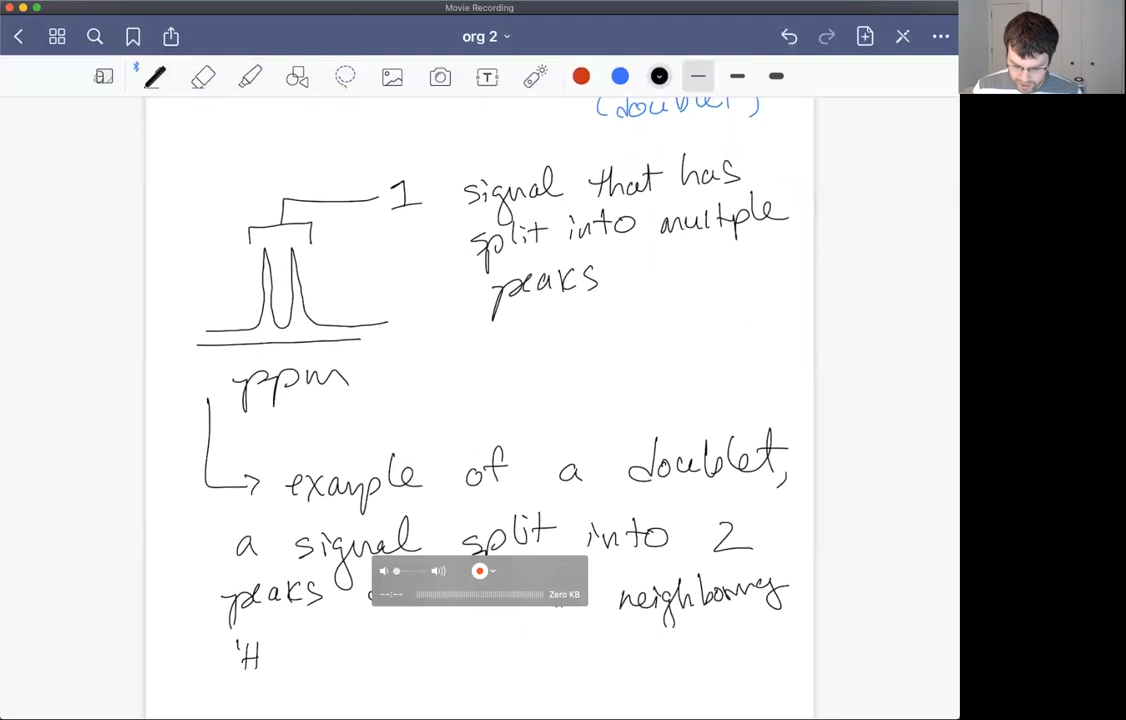 Movie Recording
org 2
(doublet)
1 signal that has
split into multiple
peaks
ppm
example of a doublet,
a signal split into 2
peaks neighboring
¹H
--:-- Zero KB